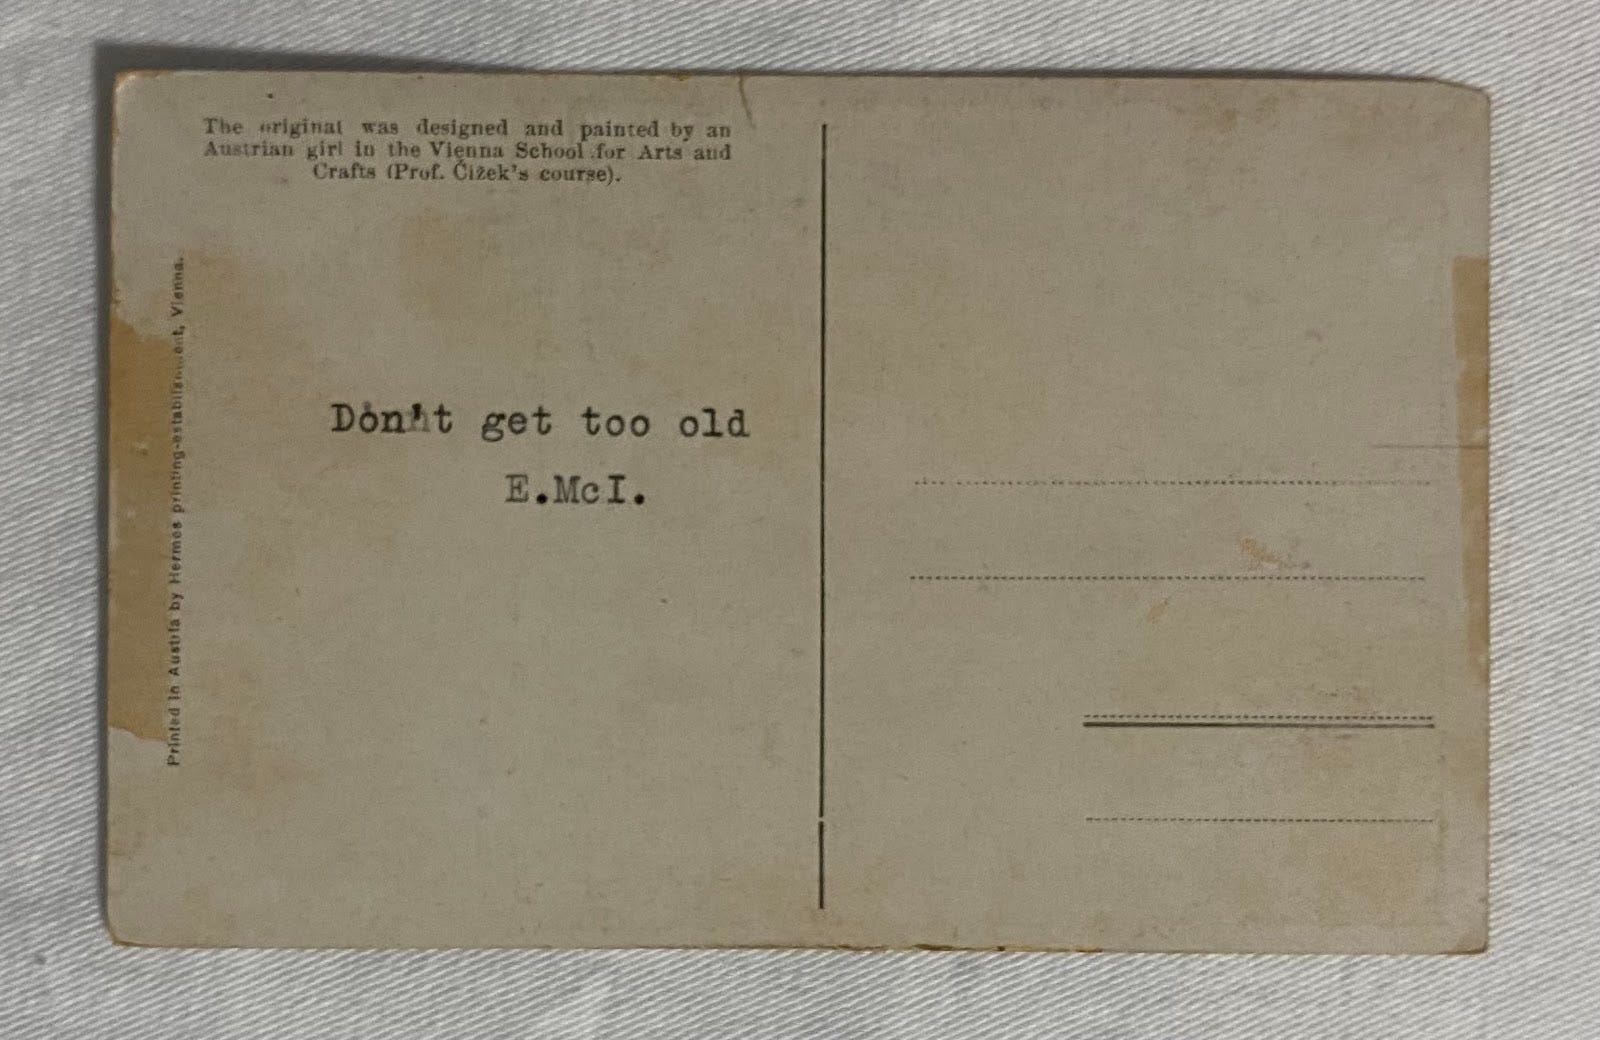 The original was designed and painted by an
Austrian girl in the Vienna School for Arts and
Crafts (Prof. Čižek's course).
Printed in Austria by Hermes printing-establishment, Vienna.
Don't get too old
E.McI.